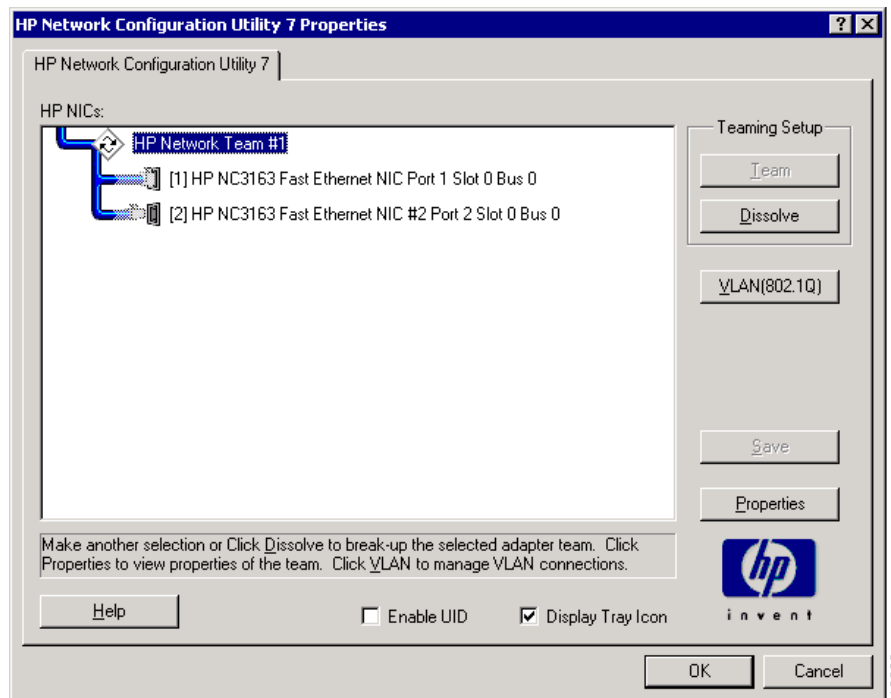 HP Network Configuration Utility 7 Properties
HP Network Configuration Utility 7
HP NICs:
HP Network Team #1
[1] HP NC3163 Fast Ethernet NIC Port 1 Slot 0 Bus 0
[2] HP NC3163 Fast Ethernet NIC #2 Port 2 Slot 0 Bus 0
Teaming Setup
Team
Dissolve
VLAN(802.1Q)
Save
Properties
Make another selection or Click Dissolve to break-up the selected adapter team. Click
Properties to view properties of the team. Click VLAN to manage VLAN connections.
hp
invent
Help
Enable UID
Display Tray Icon
OK
Cancel